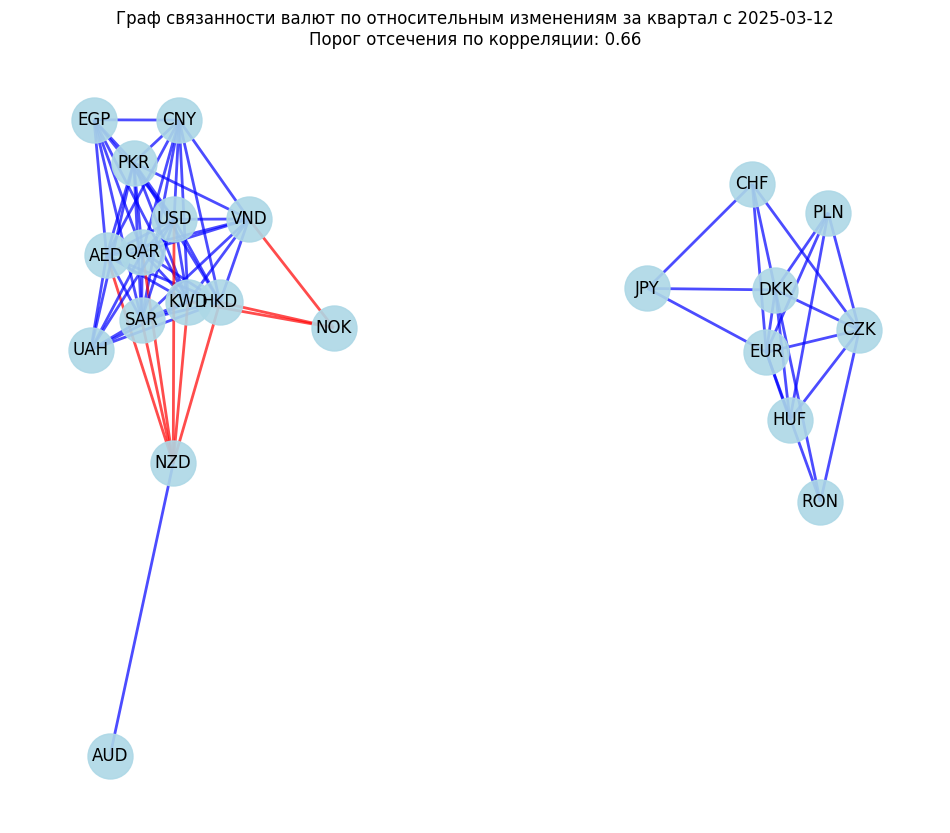 Граф связанности валют по относительным изменениям за квартал с 2025-03-12
Порог отсечения по корреляции: 0.66
EGP
CNY
PKR
CHF
PLN
USD
VND
AED
QAR
JPY
DKK
KWD
HKD
SAR
NOK
CZK
UAH
EUR
HUF
NZD
RON
AUD